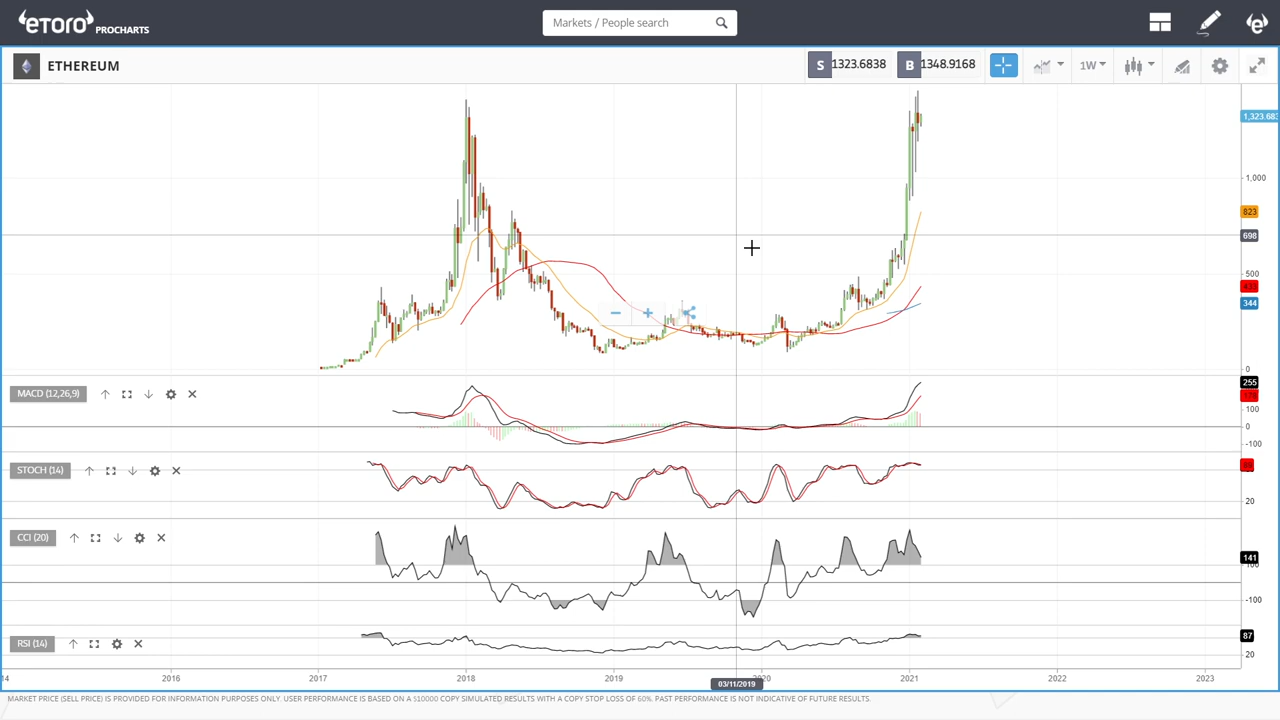 etoro PROCHARTS
Markets / People search
ETHEREUM
S 1323.6838 B 1348.9168 1W
1,323.683
1,000
823
698
500
344
0
MACD (12,26,9)
255
100
0
-100
STOCH (14)
20
CCI (20)
141
100
-100
RSI (14)
87
20
14 2016 2017 2018 2019 2020 2021 2022 2023
03/11/2019
MARKET PRICE (SELL PRICE) IS PROVIDED FOR INFORMATION PURPOSES ONLY. USER PERFORMANCE IS BASED ON A $10000 COPY SIMULATED RESULTS WITH A COPY STOP LOSS OF 60%. PAST PERFORMANCE IS NOT INDICATIVE OF FUTURE RESULTS.